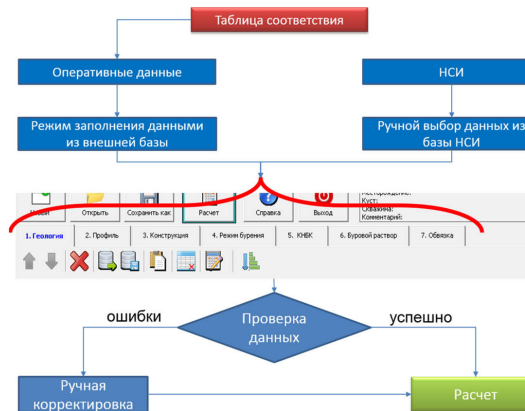 Таблица соответствия
Оперативные данные
НСИ
Режим заполнения данными
из внешней базы
Ручной выбор данных из
базы НСИ
Открыть
Сохранить как
Расчет
Справка
Выход
Куст:
Скважина:
Комментарий:
1. Геология
2. Профиль
3. Конструкция
4. Режим бурения
5. КНБК
6. Буровой раствор
7. Обвязка
ошибки
Проверка
данных
успешно
Ручная
корректировка
Расчет